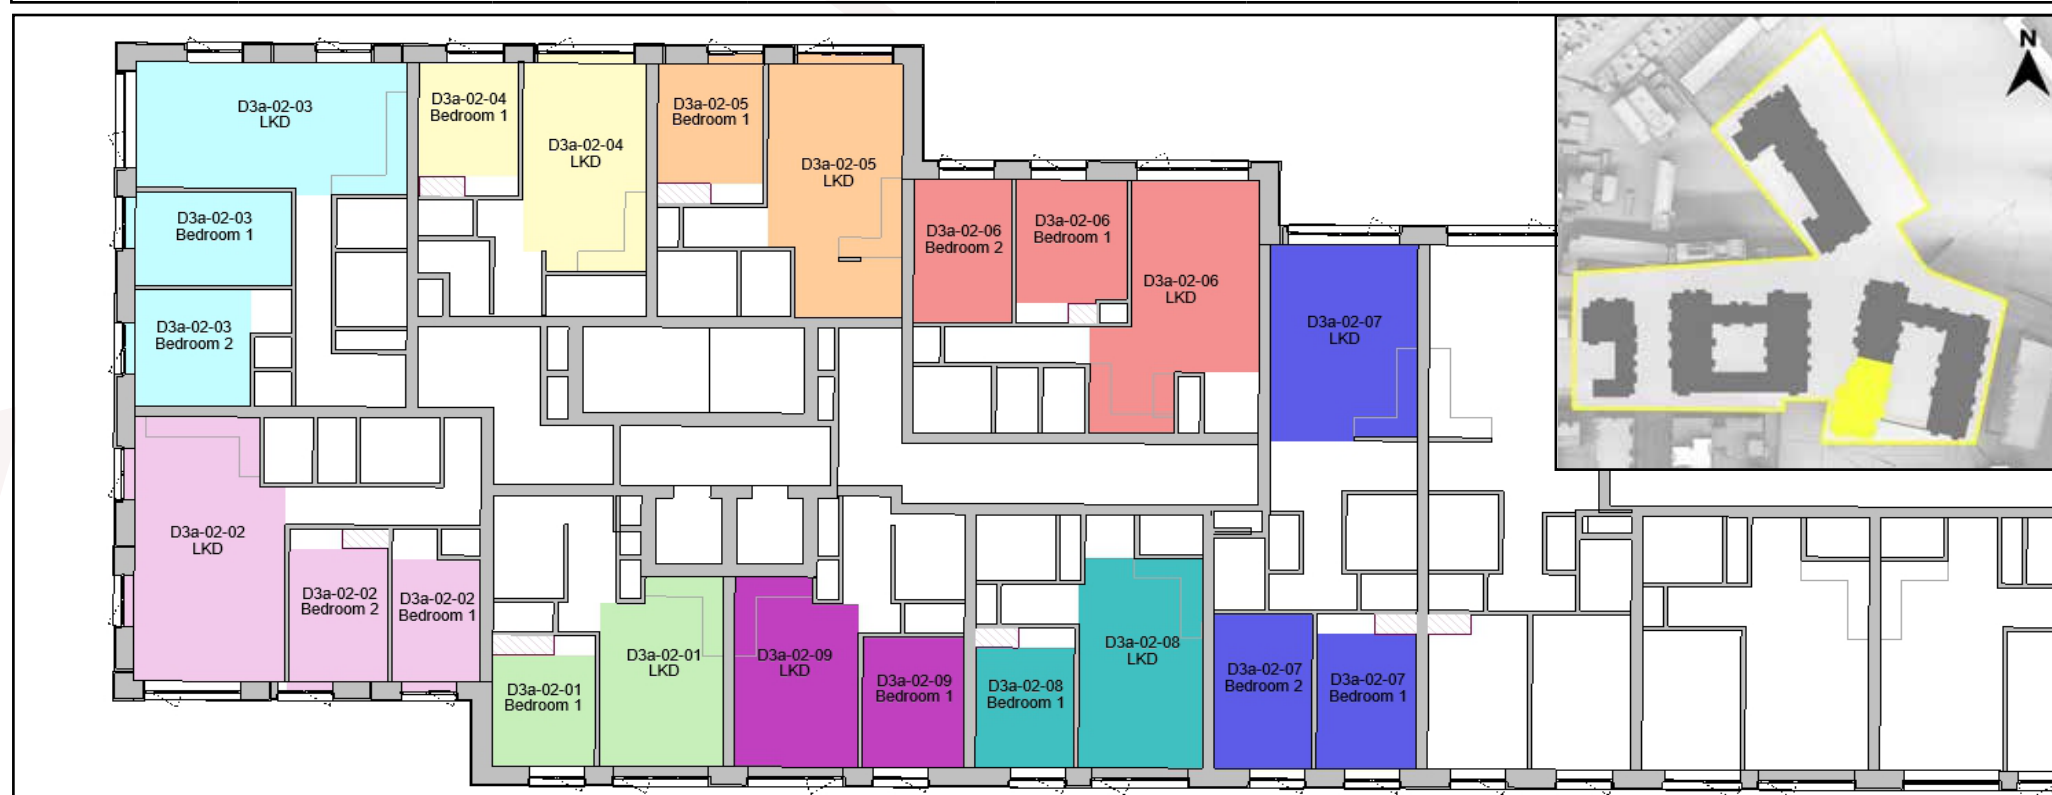 N
D3a-02-03
LKD
D3a-02-04
Bedroom 1
D3a-02-04
LKD
D3a-02-05
Bedroom 1
D3a-02-05
LKD
D3a-02-03
Bedroom 1
D3a-02-06
Bedroom 2
D3a-02-06
Bedroom 1
D3a-02-06
LKD
D3a-02-03
Bedroom 2
D3a-02-07
LKD
D3a-02-02
LKD
D3a-02-02
Bedroom 2
D3a-02-02
Bedroom 1
D3a-02-01
Bedroom 1
D3a-02-01
LKD
D3a-02-09
LKD
D3a-02-09
Bedroom 1
D3a-02-08
Bedroom 1
D3a-02-08
LKD
D3a-02-07
Bedroom 2
D3a-02-07
Bedroom 1